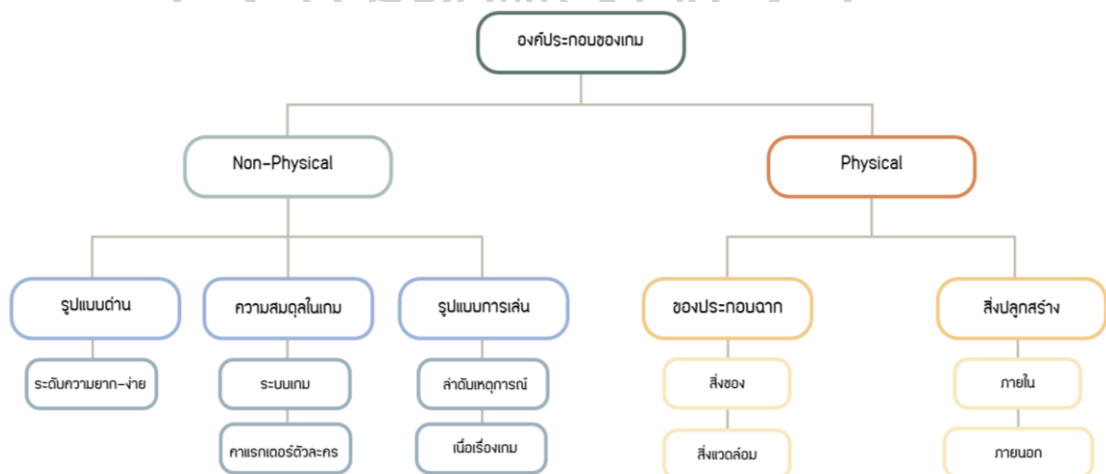 องค์ประกอบของเกม
Non-Physical
Physical
รูปแบบด่าน
ความสมดุลในเกม
รูปแบบการเล่น
ของประกอบฉาก
สิ่งปลูกสร้าง
ระดับความยาก-ง่าย
ระบบเกม
ลำดับเหตุการณ์
สิ่งของ
ภายใน
คาแรกเตอร์ตัวละคร
เนื้อเรื่องเกม
สิ่งแวดล้อม
ภายนอก